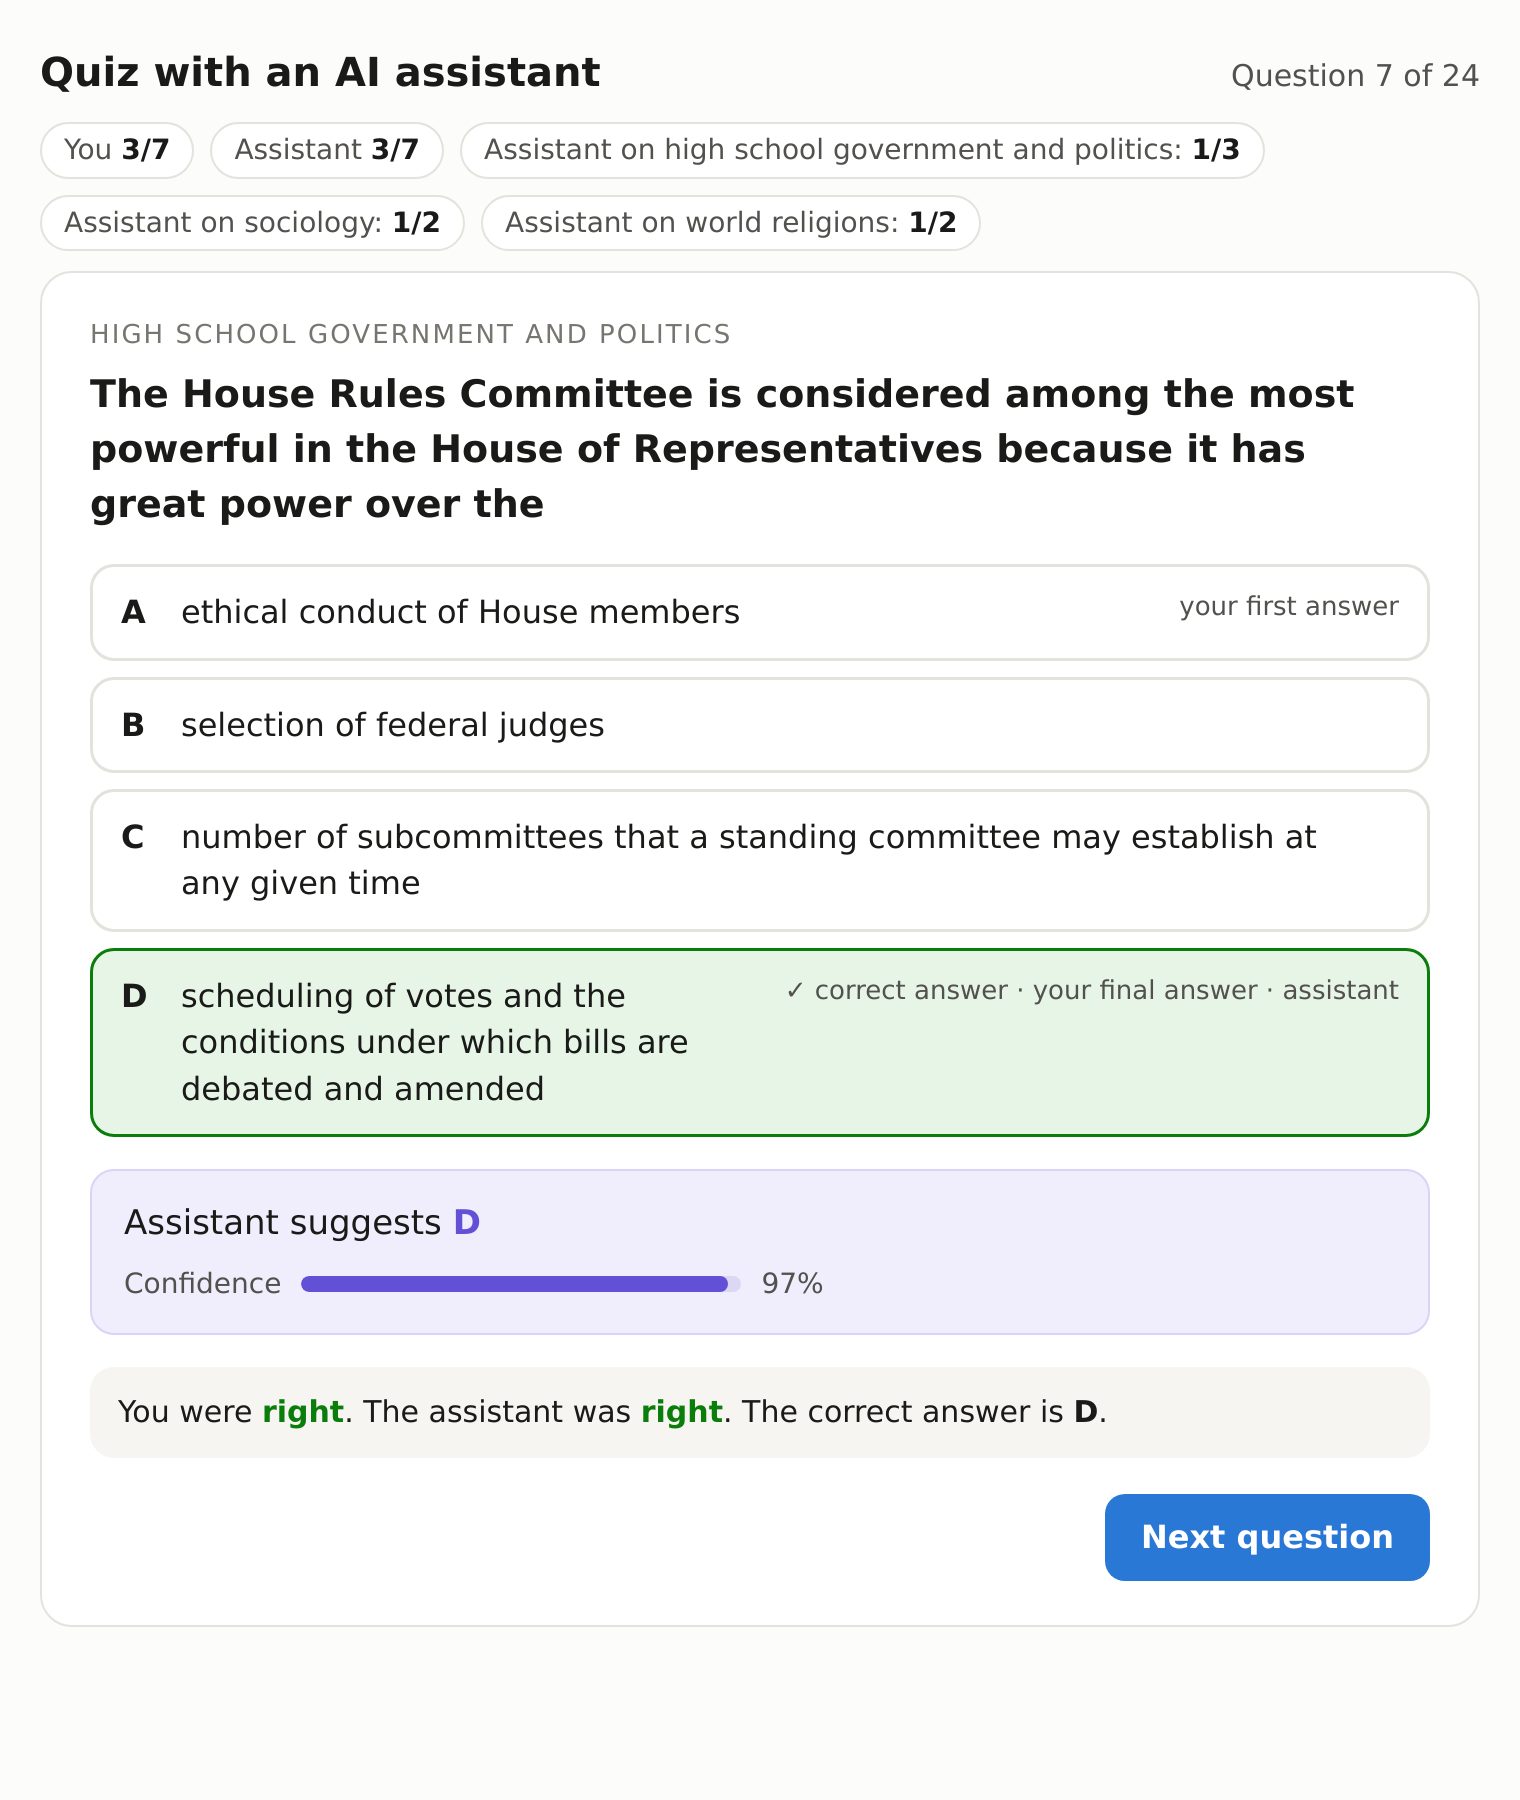 Quiz with an AI assistant
Question 7 of 24
You 3/7
Assistant 3/7
Assistant on high school government and politics: 1/3
Assistant on sociology: 1/2
Assistant on world religions: 1/2
HIGH SCHOOL GOVERNMENT AND POLITICS
The House Rules Committee is considered among the most
powerful in the House of Representatives because it has
great power over the
A ethical conduct of House members
your first answer
B selection of federal judges
C number of subcommittees that a standing committee may establish at
any given time
D scheduling of votes and the
conditions under which bills are
debated and amended
✓ correct answer · your final answer · assistant
Assistant suggests D
Confidence 97%
You were right. The assistant was right. The correct answer is D.
Next question